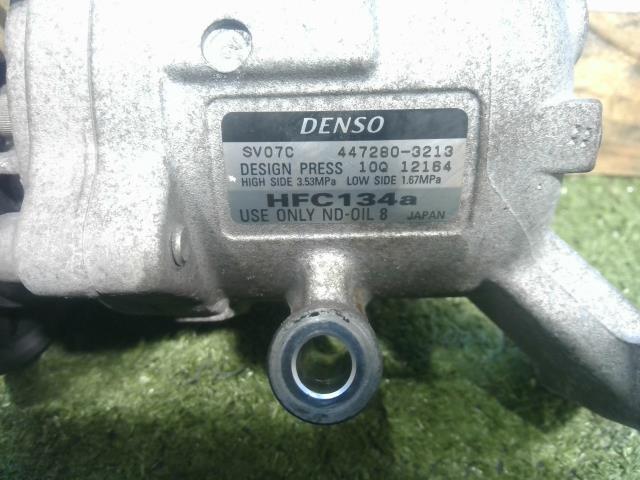 DENSO
SV07C 447280-3213
DESIGN PRESS 10Q 12164
HIGH SIDE 3.53MPa LOW SIDE 1.67MPa
HFC134a
USE ONLY ND-OIL 8 JAPAN